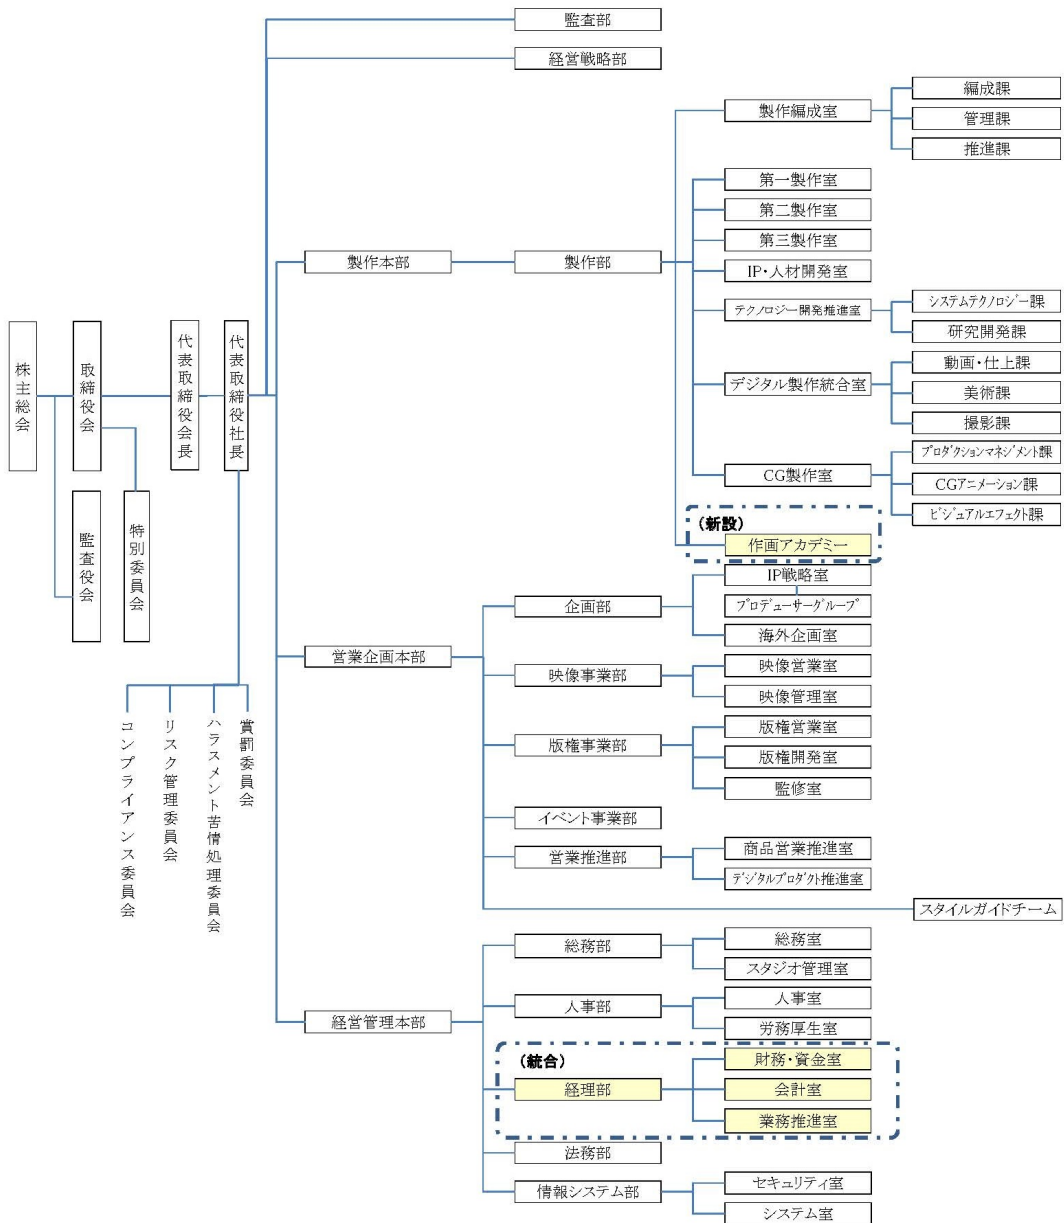 株主総会
取締役会
監査役会
特別委員会
代表取締役会長
代表取締役社長
コンプライアンス委員会
リスク管理委員会
ハラスメント苦情処理委員会
賞罰委員会
監査部
経営戦略部
製作本部
製作部
製作編成室
編成課
管理課
推進課
第一製作室
第二製作室
第三製作室
IP・人材開発室
テクノロジー開発推進室
システムテクノロジー課
研究開発課
デジタル製作統合室
動画・仕上課
美術課
撮影課
CG製作室
プロダクションマネジメント課
CGアニメーション課
ビジュアルエフェクト課
(新設)
作画アカデミー
営業企画本部
企画部
IP戦略室
プロデューサーグループ
海外企画室
映像事業部
映像営業室
映像管理室
版権事業部
版権営業室
版権開発室
監修室
イベント事業部
営業推進部
商品営業推進室
デジタルプロダクト推進室
スタイルガイドチーム
経営管理本部
総務部
総務室
スタジオ管理室
人事部
人事室
労務厚生室
(統合)
経理部
財務・資金室
会計室
業務推進室
法務部
情報システム部
セキュリティ室
システム室